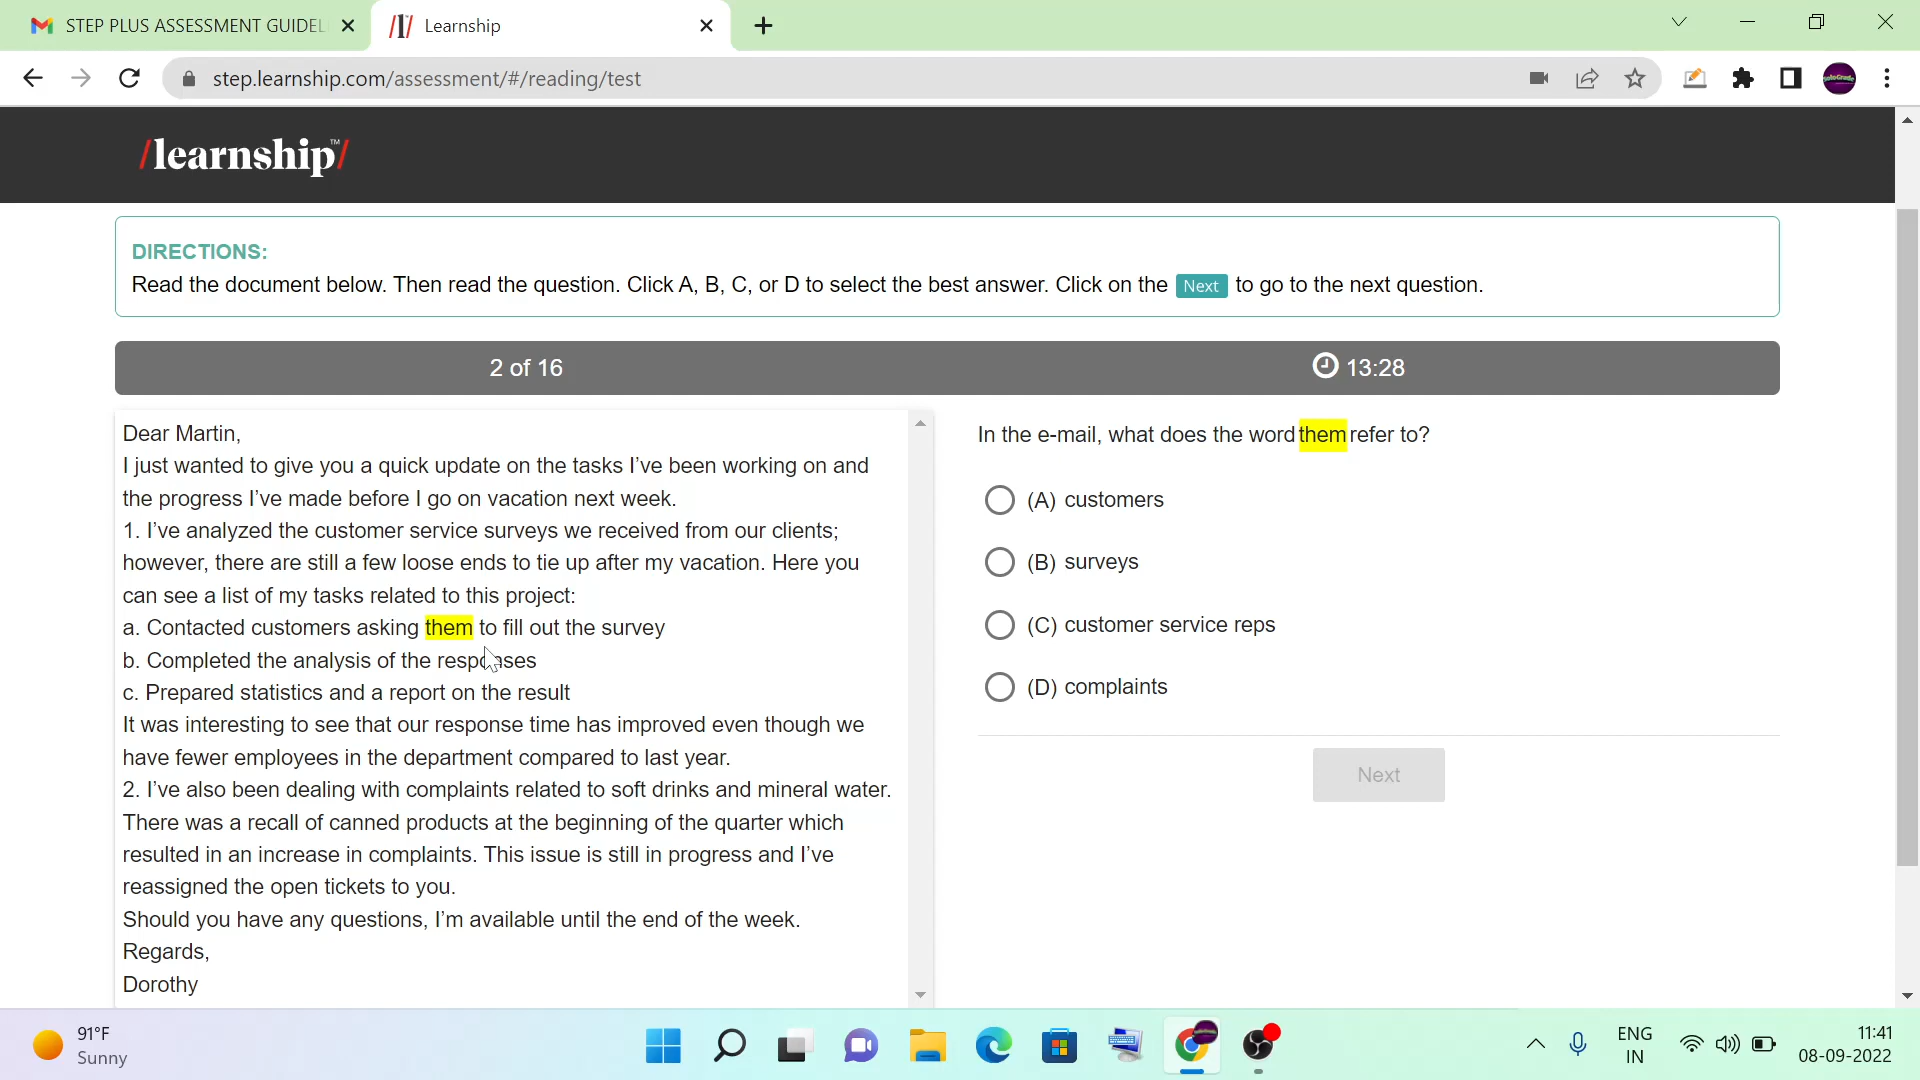 STEP PLUS ASSESSMENT GUIDEL
Learnship
step.learnship.com/assessment/#/reading/test
/learnship™/
DIRECTIONS:
Read the document below. Then read the question. Click A, B, C, or D to select the best answer. Click on the Next to go to the next question.
2 of 16
13:28
Dear Martin,
I just wanted to give you a quick update on the tasks I've been working on and
the progress I've made before I go on vacation next week.
1. I've analyzed the customer service surveys we received from our clients;
however, there are still a few loose ends to tie up after my vacation. Here you
can see a list of my tasks related to this project:
a. Contacted customers asking them to fill out the survey
b. Completed the analysis of the responses
c. Prepared statistics and a report on the result
It was interesting to see that our response time has improved even though we
have fewer employees in the department compared to last year.
2. I've also been dealing with complaints related to soft drinks and mineral water.
There was a recall of canned products at the beginning of the quarter which
resulted in an increase in complaints. This issue is still in progress and I've
reassigned the open tickets to you.
Should you have any questions, I'm available until the end of the week.
Regards,
Dorothy
In the e-mail, what does the word them refer to?
(A) customers
(B) surveys
(C) customer service reps
(D) complaints
Next
91°F
Sunny
ENG
IN
11:41
08-09-2022